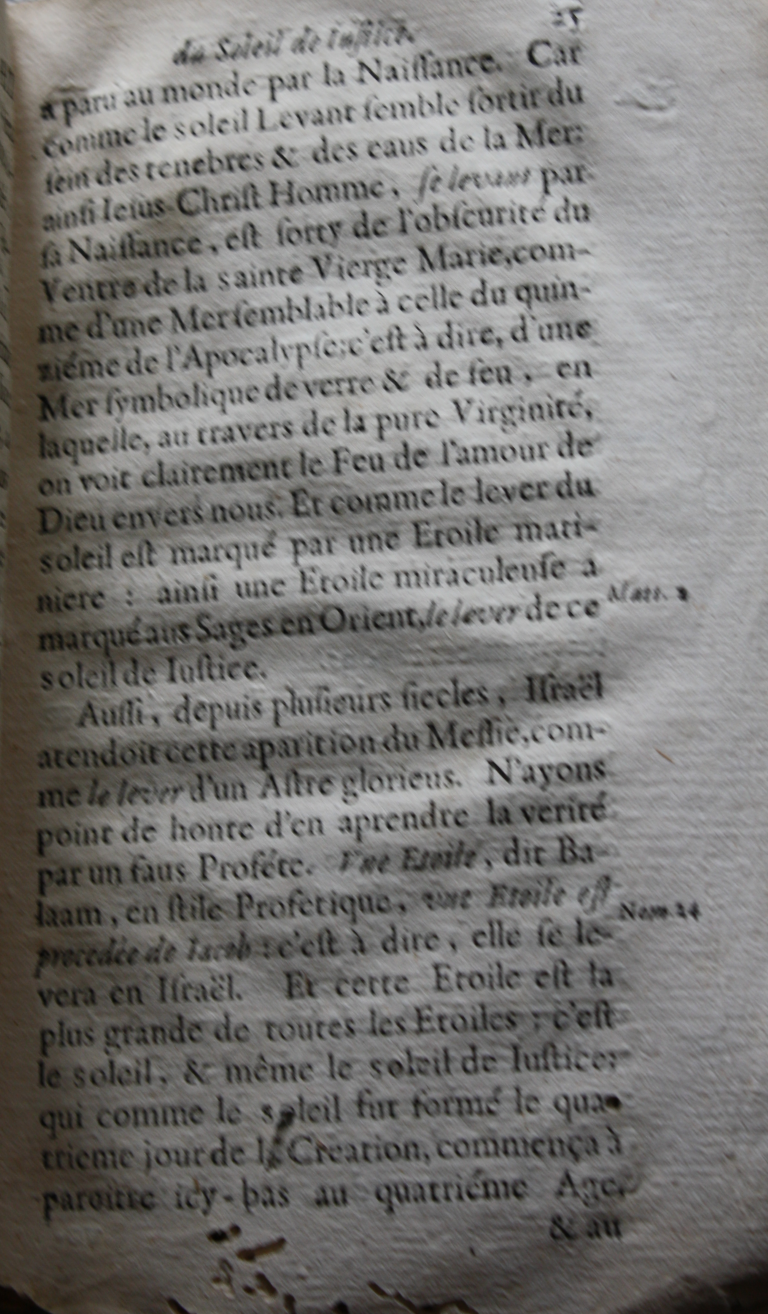 du Soleil de Iuſtice. 25
a paru au monde par la Naiſſance. Car
comme le soleil Levant ſemble ſortir du
ſein des tenebres & des eaus de la Mer:
ainſi Ieſus-Chriſt Homme, ſe levant par
ſa Naiſſance, eſt ſorty de l'obſcurité du
Ventre de la sainte Vierge Marie, com-
me d'une Mer ſemblable à celle du quin-
ziéme de l'Apocalypſe; c'eſt à dire, d'une
Mer ſymbolique de verre & de feu, en
laquelle, au travers de la pure Virginité,
on voit clairement le Feu de l'amour de
Dieu envers nous. Et comme le lever du
soleil eſt marqué par une Etoile mati-
niere : ainſi une Etoile miraculeuſe a
marqué aus Sages en Orient, le lever de ce
Matt. 2
soleil de Iuſtice.
Auſſi, depuis pluſieurs ſiecles, Iſraël
atendoit cette aparition du Meſſie, com-
me le lever d'un Aſtre glorieus. N'ayons
point de honte d'en aprendre la verité
par un faus Proféte. Vne Etoile, dit Ba-
laam, en ſtile Profetique, une Etoile eſt
Nom. 24
procedée de Iacob : c'eſt à dire, elle ſe le-
vera en Iſraël. Et cette Etoile eſt la
plus grande de toutes les Etoiles ; c'eſt
le soleil, & même le soleil de Iuſtice;
qui comme le soleil fut formé le qua-
trieme jour de la Creation, commença à
paroitre icy-bas au quatriéme Age,
& au